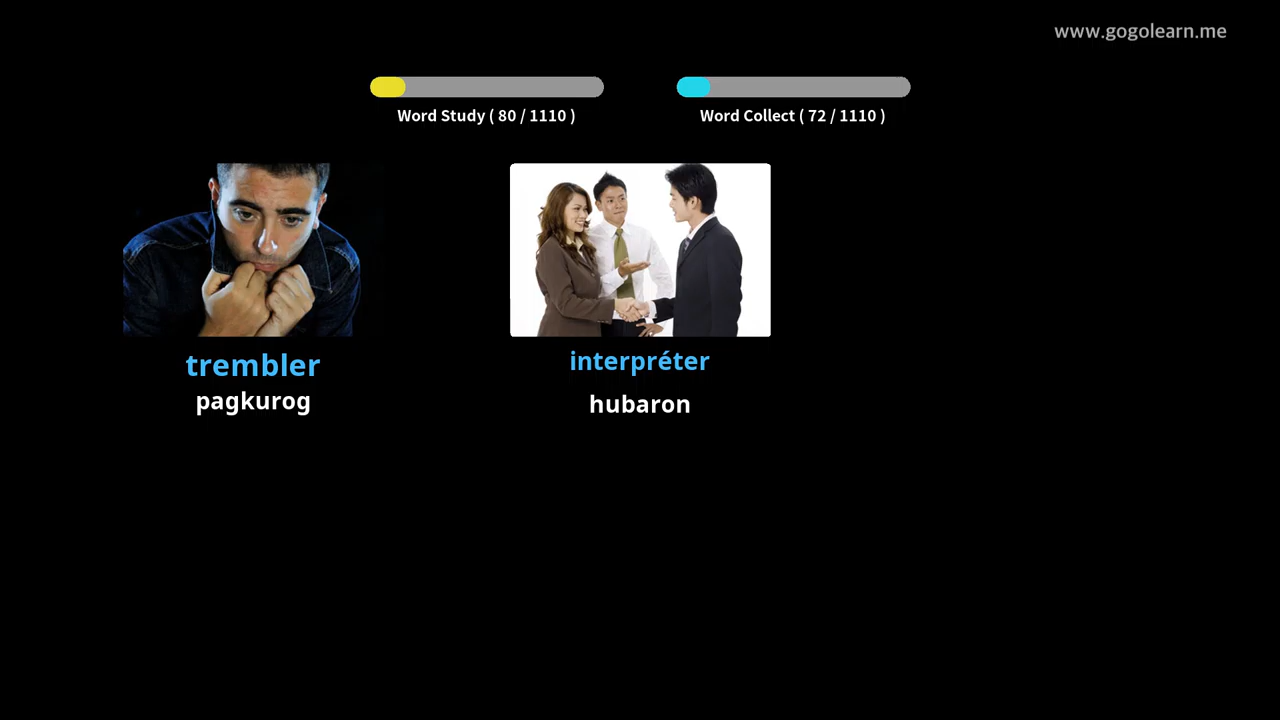 www.gogolearn.me
Word Study ( 80 / 1110 )
Word Collect ( 72 / 1110 )
trembler
pagkurog
interpréter
hubaron